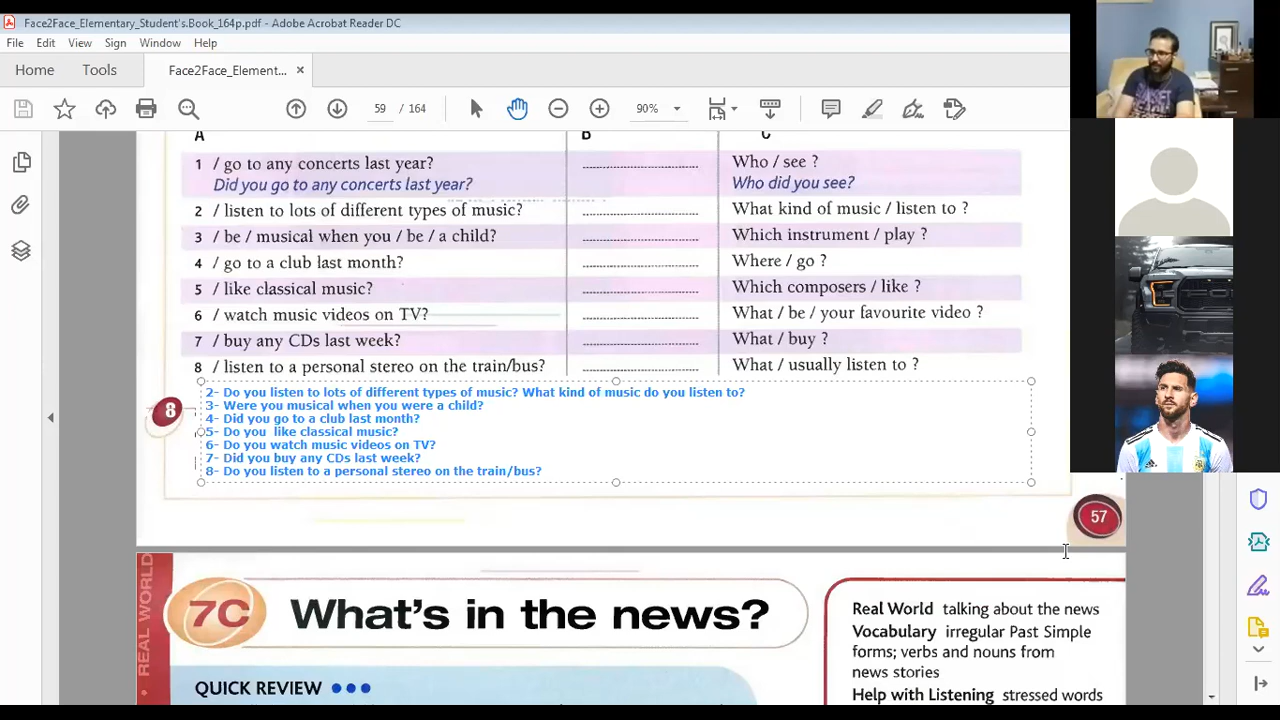 Face2Face_Elementary_Student's.Book_164p.pdf - Adobe Acrobat Reader DC
File Edit View Sign Window Help
Home Tools Face2Face_Element... ×
59 / 164 90%
A B C
1 / go to any concerts last year? Who / see ?
Did you go to any concerts last year? Who did you see?
2 / listen to lots of different types of music? What kind of music / listen to ?
3 / be / musical when you / be / a child? Which instrument / play ?
4 / go to a club last month? Where / go ?
5 / like classical music? Which composers / like ?
6 / watch music videos on TV? What / be / your favourite video ?
7 / buy any CDs last week? What / buy ?
8 / listen to a personal stereo on the train/bus? What / usually listen to ?
8
2- Do you listen to lots of different types of music? What kind of music do you listen to?
3- Were you musical when you were a child?
4- Did you go to a club last month?
5- Do you like classical music?
6- Do you watch music videos on TV?
7- Did you buy any CDs last week?
8- Do you listen to a personal stereo on the train/bus?
57
• REAL WORLD
7C What's in the news?
QUICK REVIEW ●●●
Real World talking about the news
Vocabulary irregular Past Simple
forms; verbs and nouns from
news stories
Help with Listening stressed words